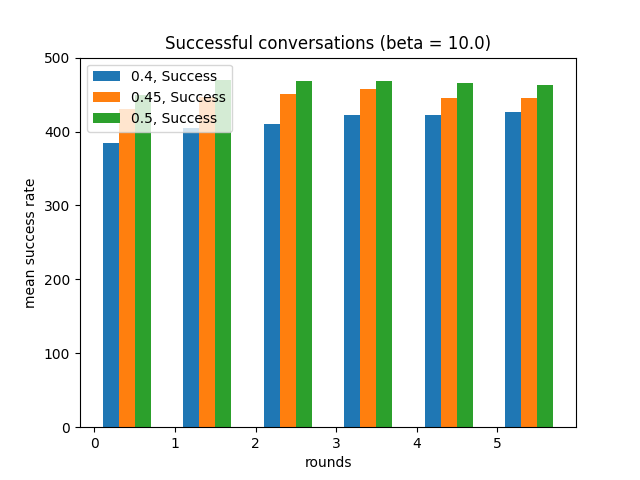 Successful conversations (beta = 10.0)
0.4, Success
0.45, Success
0.5, Success
mean success rate
500
400
300
200
100
0
0 1 2 3 4 5
rounds